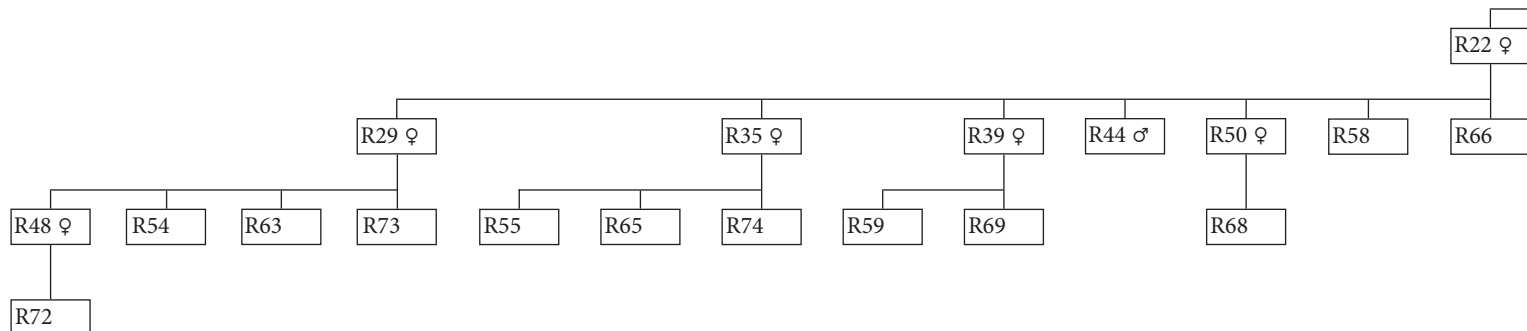 R22 ♀
R29 ♀ R35 ♀ R39 ♀ R44 ♂ R50 ♀ R58 R66
R48 ♀ R54 R63 R73 R55 R65 R74 R59 R69 R68
R72